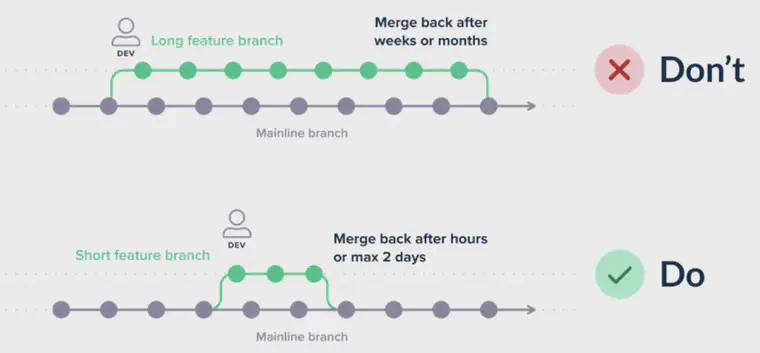 DEV
Long feature branch
Merge back after
weeks or months
Don't
Mainline branch
DEV
Short feature branch
Merge back after hours
or max 2 days
Do
Mainline branch